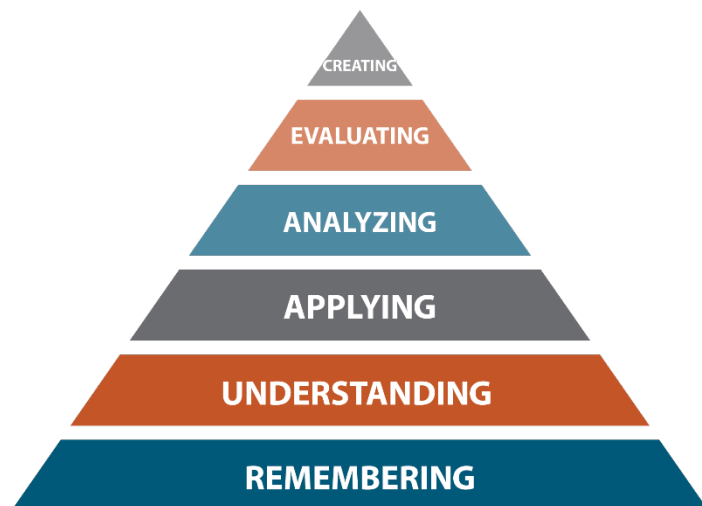 CREATING
EVALUATING
ANALYZING
APPLYING
UNDERSTANDING
REMEMBERING